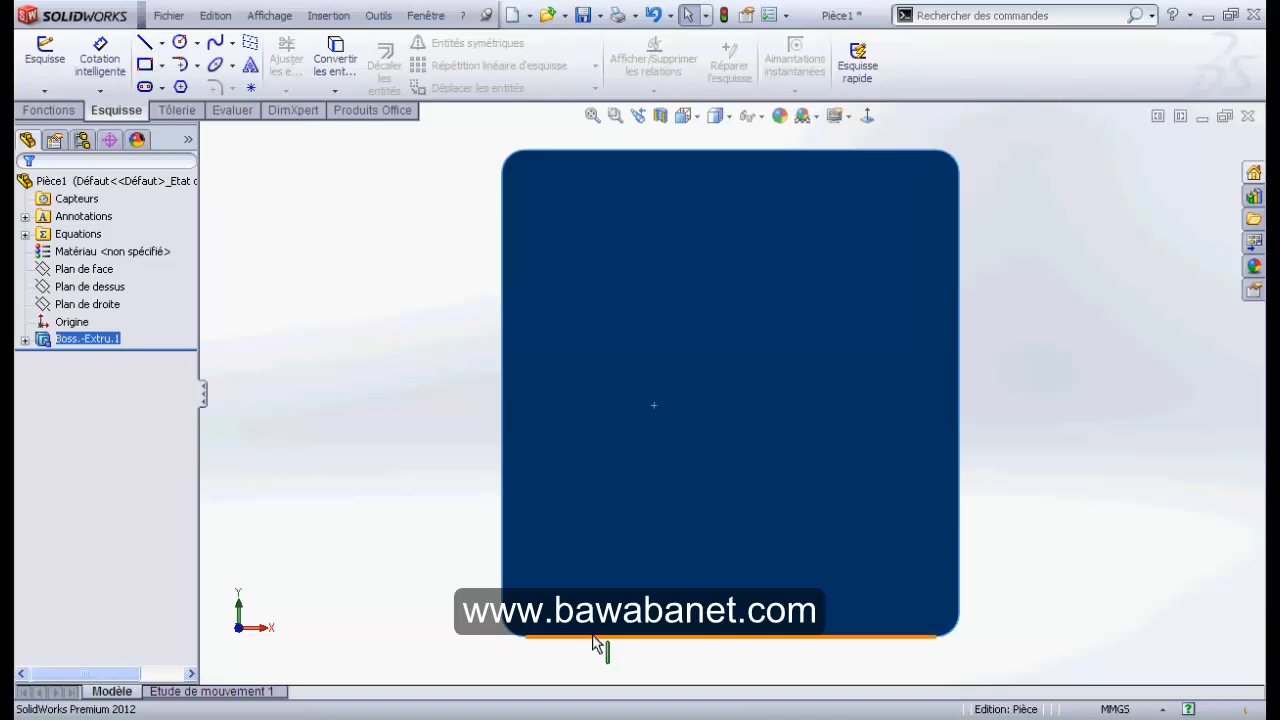 SOLIDWORKS
Fichier
Edition
Affichage
Insertion
Outils
Fenêtre
?
Pièce1 *
Rechercher des commandes
Esquisse
Cotation intelligente
Ajuster les e...
Convertir les ent...
Décaler les entités
Entités symétriques
Répétition linéaire d'esquisse
Déplacer les entités
Afficher/Supprimer les relations
Réparer l'esquisse
Aimantations instantanées
Esquisse rapide
Fonctions
Esquisse
Tôlerie
Evaluer
DimXpert
Produits Office
Pièce1 (Défaut<<Défaut>_Etat d
Capteurs
Annotations
Equations
Matériau <non spécifié>
Plan de face
Plan de dessus
Plan de droite
Origine
Boss.-Extru.1
Y
X
www.bawabanet.com
Modèle
Etude de mouvement 1
SolidWorks Premium 2012
Edition: Pièce
MMGS